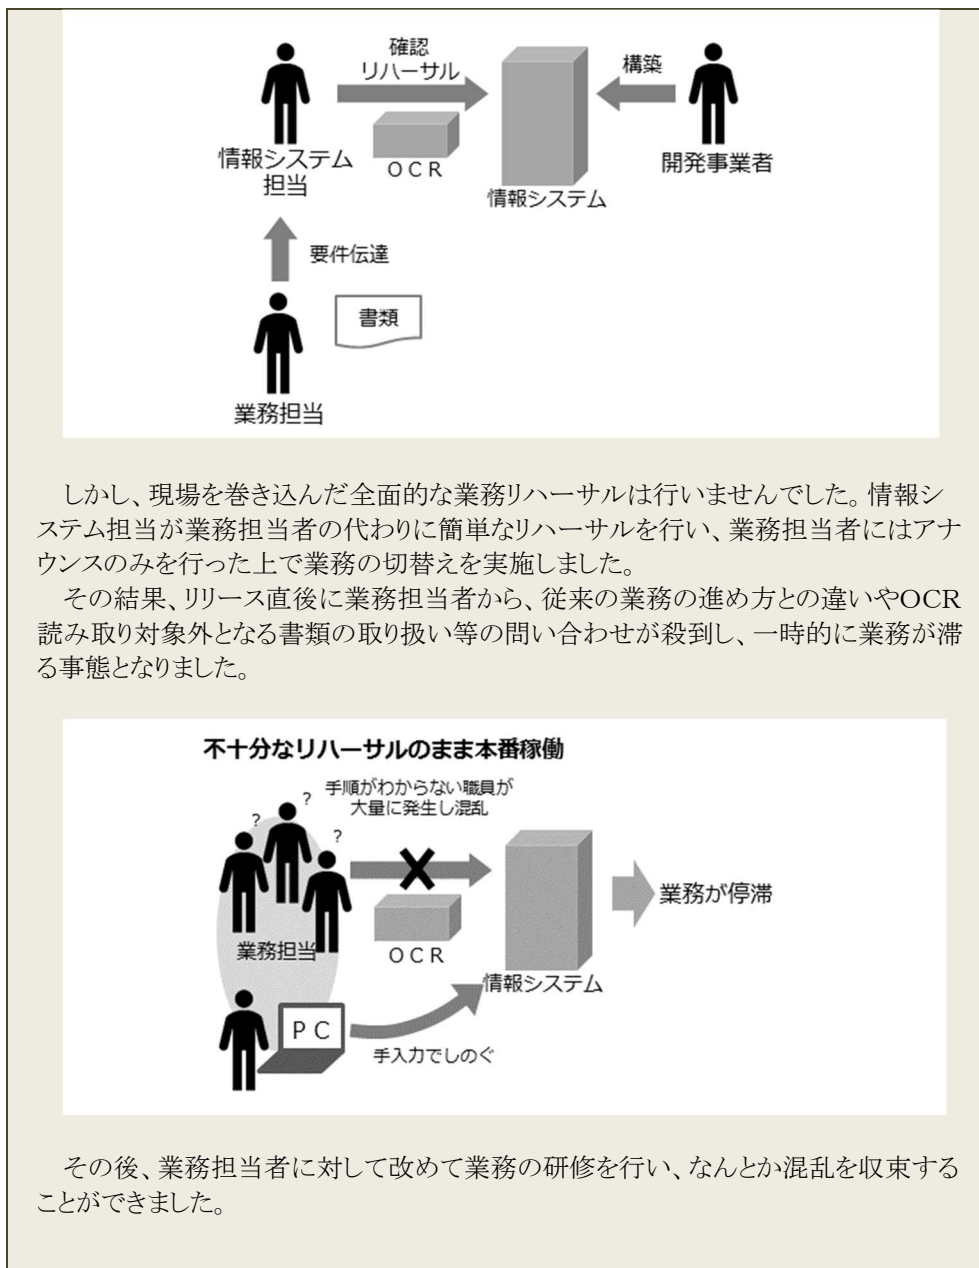 確認
リハーサル
構築
情報システム
担当
OCR
情報システム
開発事業者
要件伝達
書類
業務担当
しかし、現場を巻き込んだ全面的な業務リハーサルは行いませんでした。情報シ
ステム担当が業務担当者の代わりに簡単なリハーサルを行い、業務担当者にはアナ
ウンスのみを行った上で業務の切替えを実施しました。
その結果、リリース直後に業務担当者から、従来の業務の進め方との違いやOCR
読み取り対象外となる書類の取り扱い等の問い合わせが殺到し、一時的に業務が滞
る事態となりました。
不十分なリハーサルのまま本番稼働
手順がわからない職員が
大量に発生し混乱
?
?
?
業務担当
OCR
情報システム
業務が停滞
PC
手入力でしのぐ
その後、業務担当者に対して改めて業務の研修を行い、なんとか混乱を収束する
ことができました。